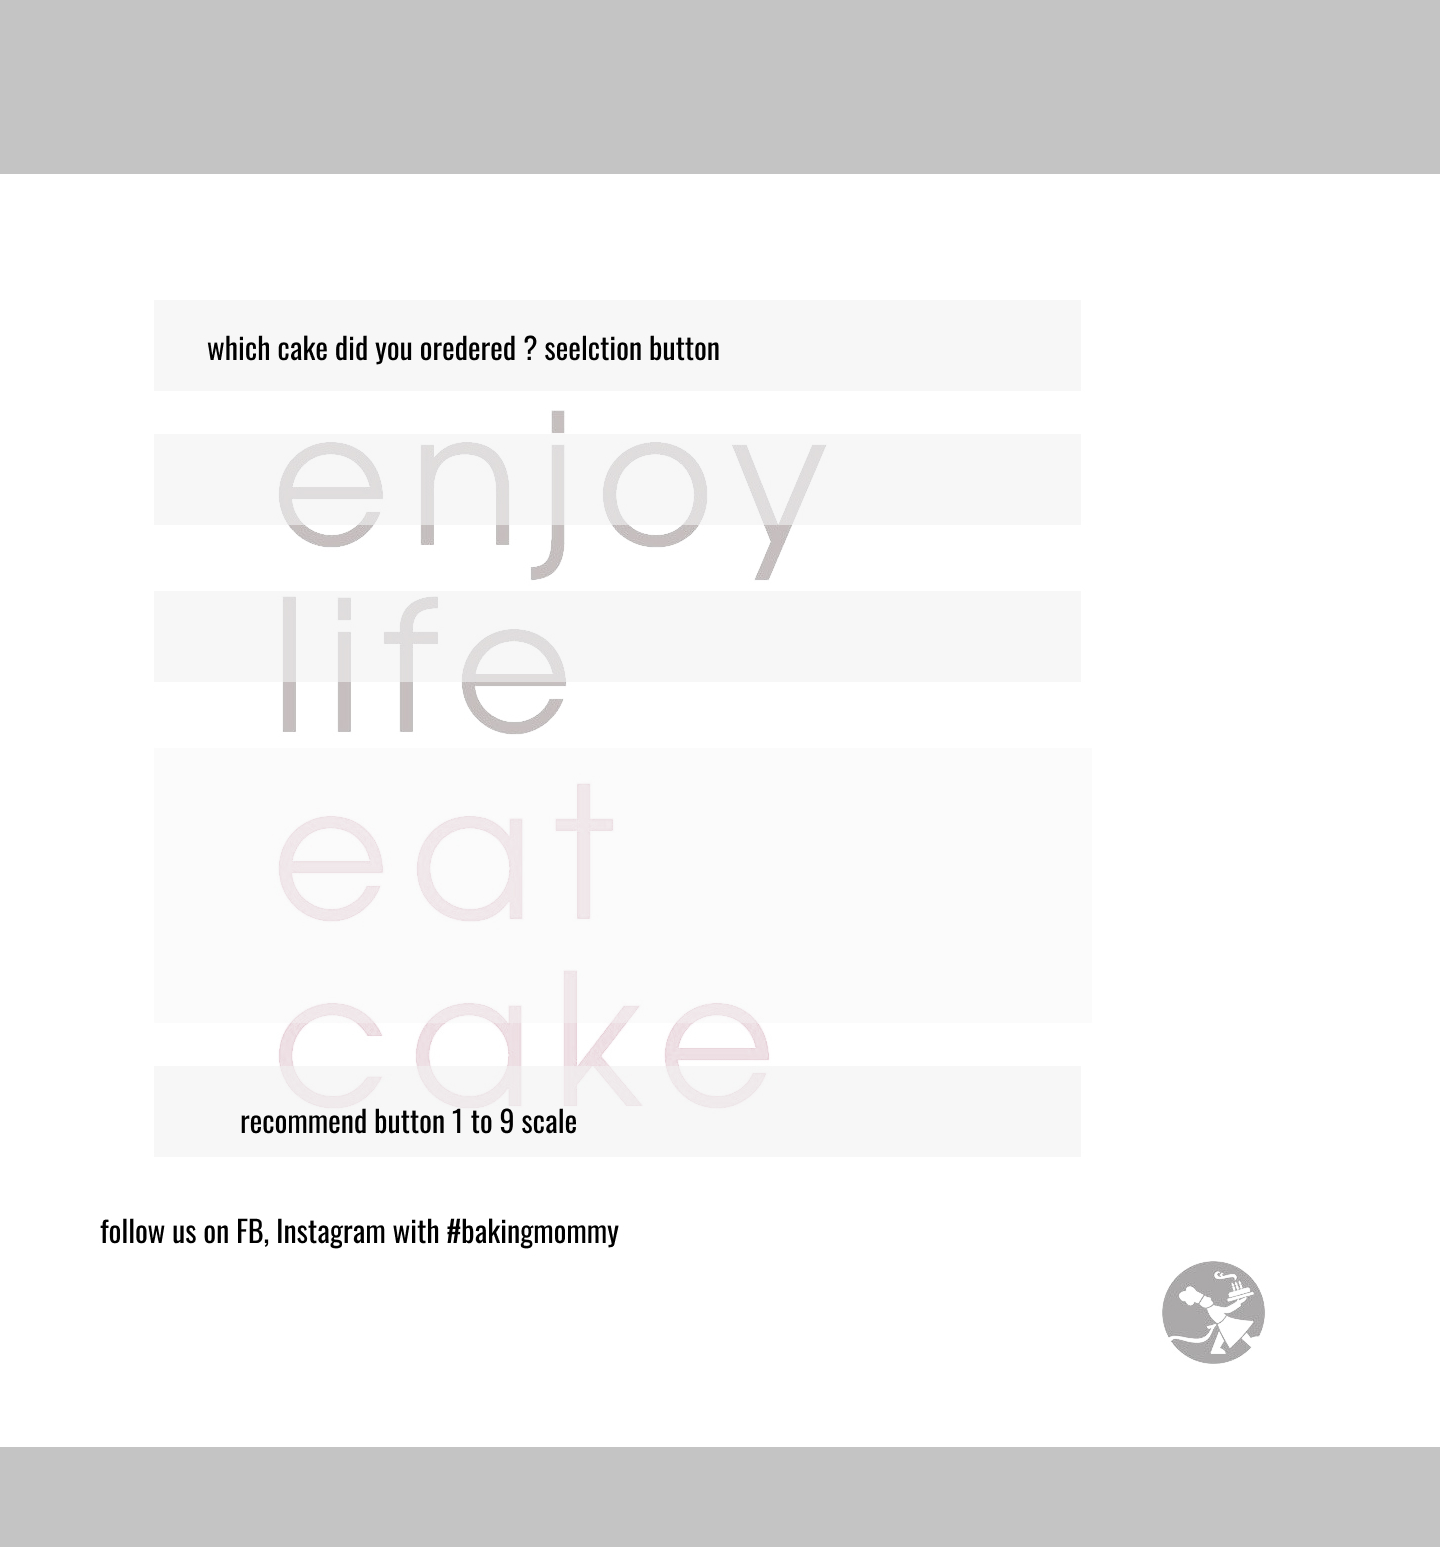 which cake did you oredered ? seelction button
enjoy
life
eat
cake
recommend button 1 to 9 scale
follow us on FB, Instagram with #bakingmommy